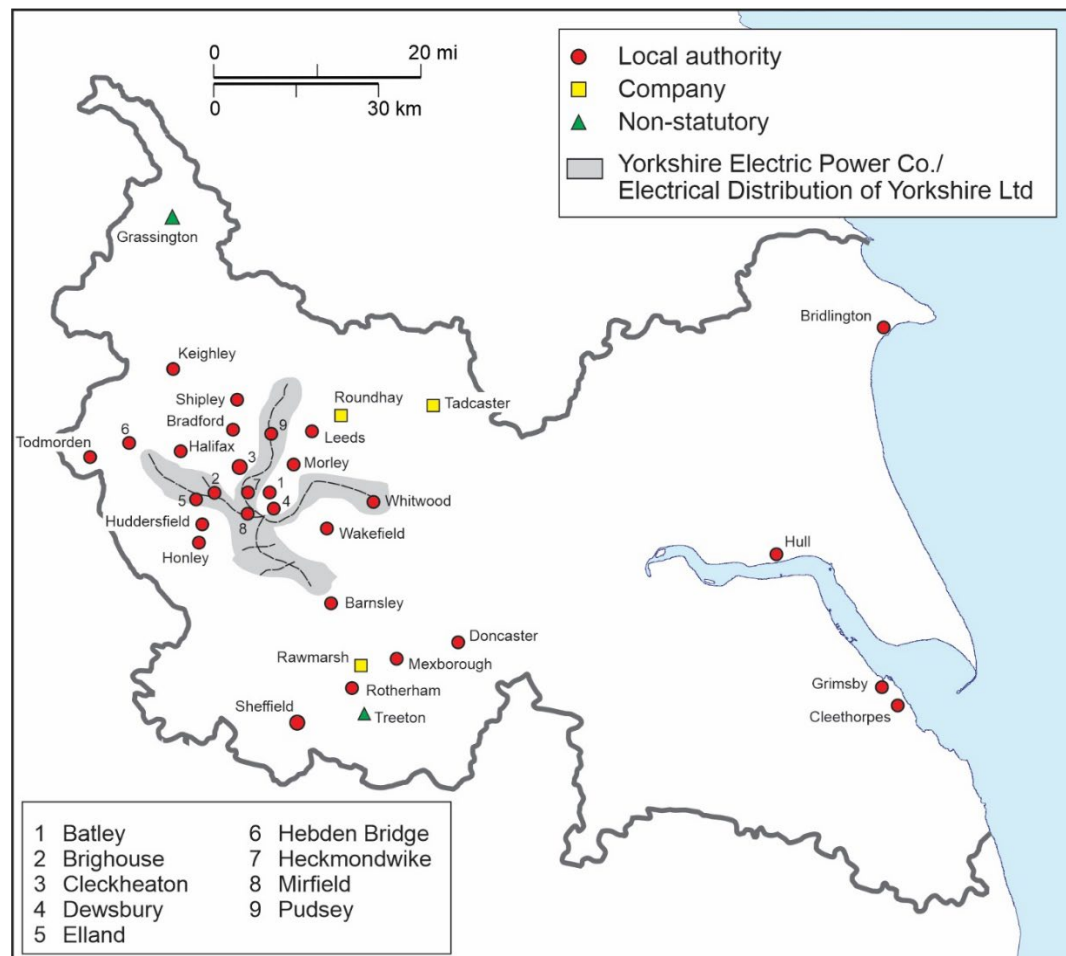 0 20 mi
0 30 km
Local authority
Company
Non-statutory
Yorkshire Electric Power Co./
Electrical Distribution of Yorkshire Ltd
Grassington
Bridlington
Keighley
Shipley
Roundhay
Tadcaster
Bradford
9
Leeds
6
Todmorden
Halifax
3
Morley
2
7
1
5
4
Whitwood
8
Huddersfield
Wakefield
Honley
Hull
Barnsley
Doncaster
Rawmarsh
Mexborough
Rotherham
Grimsby
Sheffield
Treeton
Cleethorpes
1 Batley
2 Brighouse
3 Cleckheaton
4 Dewsbury
5 Elland
6 Hebden Bridge
7 Heckmondwike
8 Mirfield
9 Pudsey